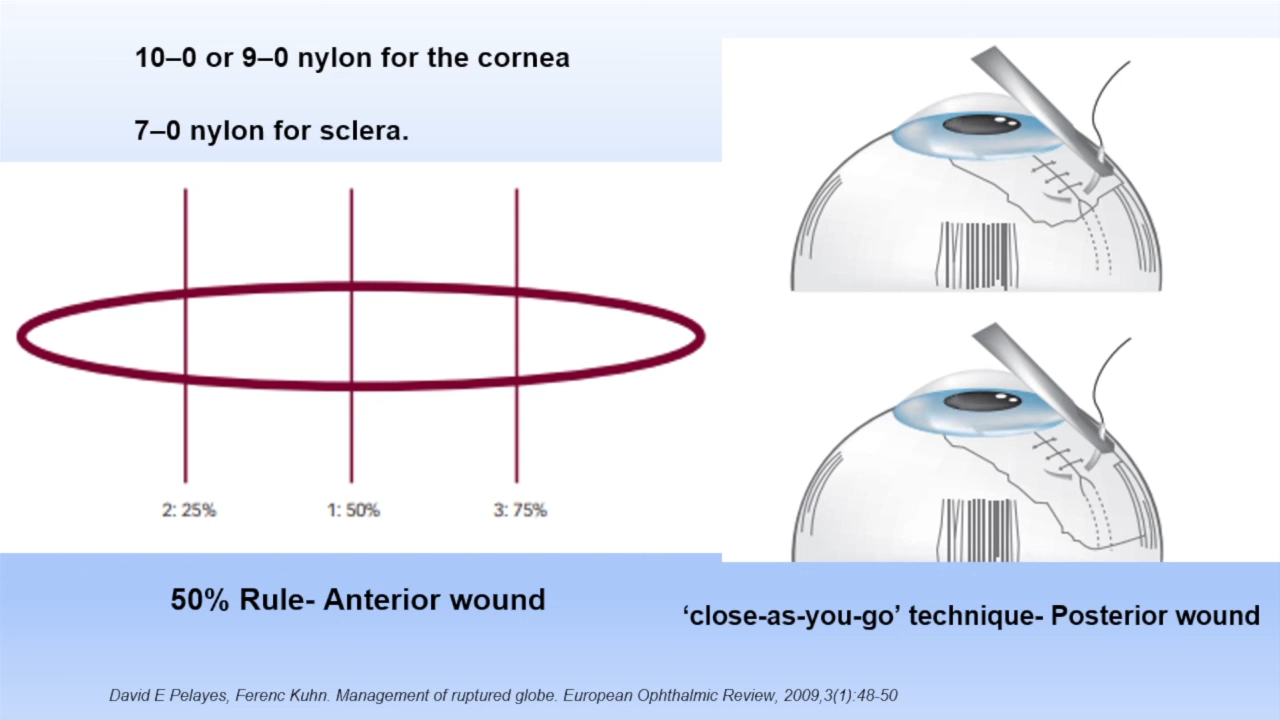 10–0 or 9–0 nylon for the cornea
7–0 nylon for sclera.
2: 25%
1: 50%
3: 75%
50% Rule- Anterior wound
‘close-as-you-go’ technique- Posterior wound
David E Pelayes, Ferenc Kuhn. Management of ruptured globe. European Ophthalmic Review, 2009,3(1):48-50